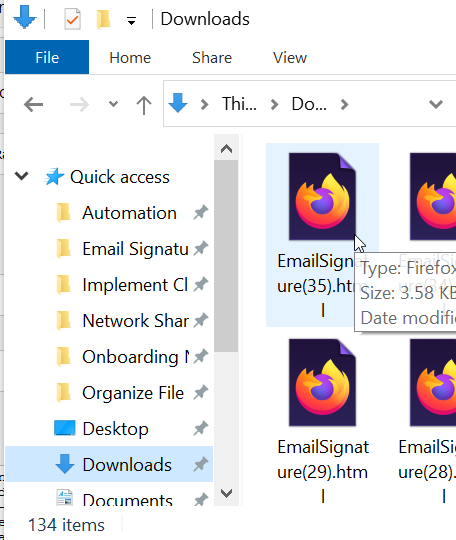 Downloads
File Home Share View
Thi... Do...
Quick access
Automation
Email Signatu
Implement Cl
Network Shar
Onboarding N
Organize File
Desktop
Downloads
Documents
134 items
EmailSignat
ure(35).htm
l
Type: Firefox
Size: 3.58 KB
Date modifie
EmailSignat
ure(29).htm
l
EmailSig
ure(28).
l